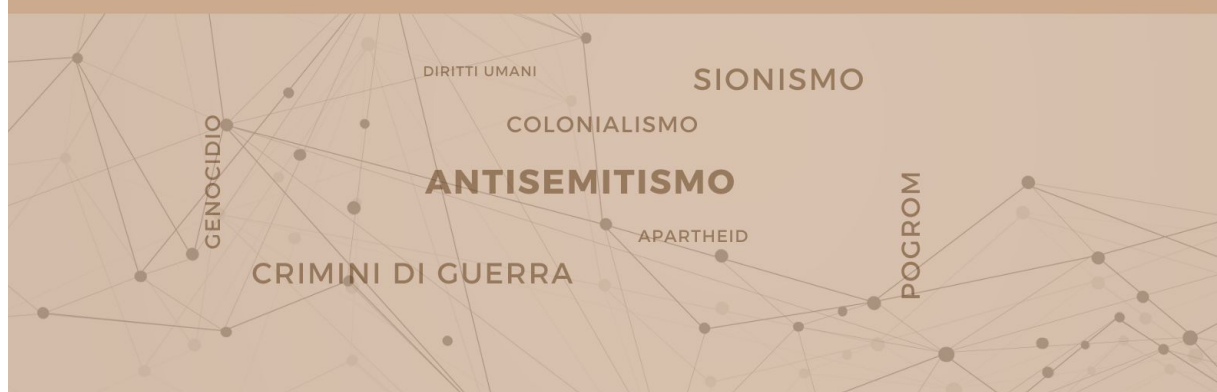 DIRITTI UMANI
SIONISMO
COLONIALISMO
GENOCIDIO
ANTISEMITISMO
POGROM
APARTHEID
CRIMINI DI GUERRA